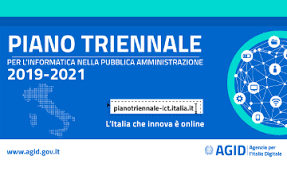 PIANO TRIENNALE
PER L'INFORMATICA NELLA PUBBLICA AMMINISTRAZIONE
2019-2021
pianotriennale-ict.italia.it
L'Italia che innova è online
www.agid.gov.it
AGID Agenzia per
l'Italia Digitale